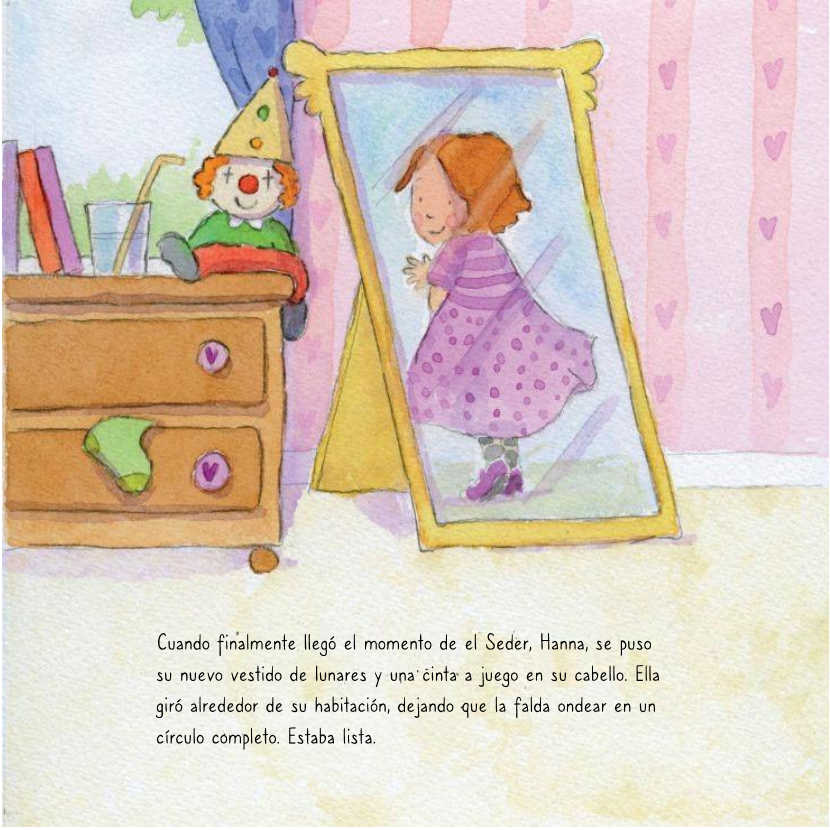 Cuando finalmente llegó el momento de el Seder, Hanna, se puso
su nuevo vestido de lunares y una cinta a juego en su cabello. Ella
giró alrededor de su habitación, dejando que la falda ondear en un
círculo completo. Estaba lista.